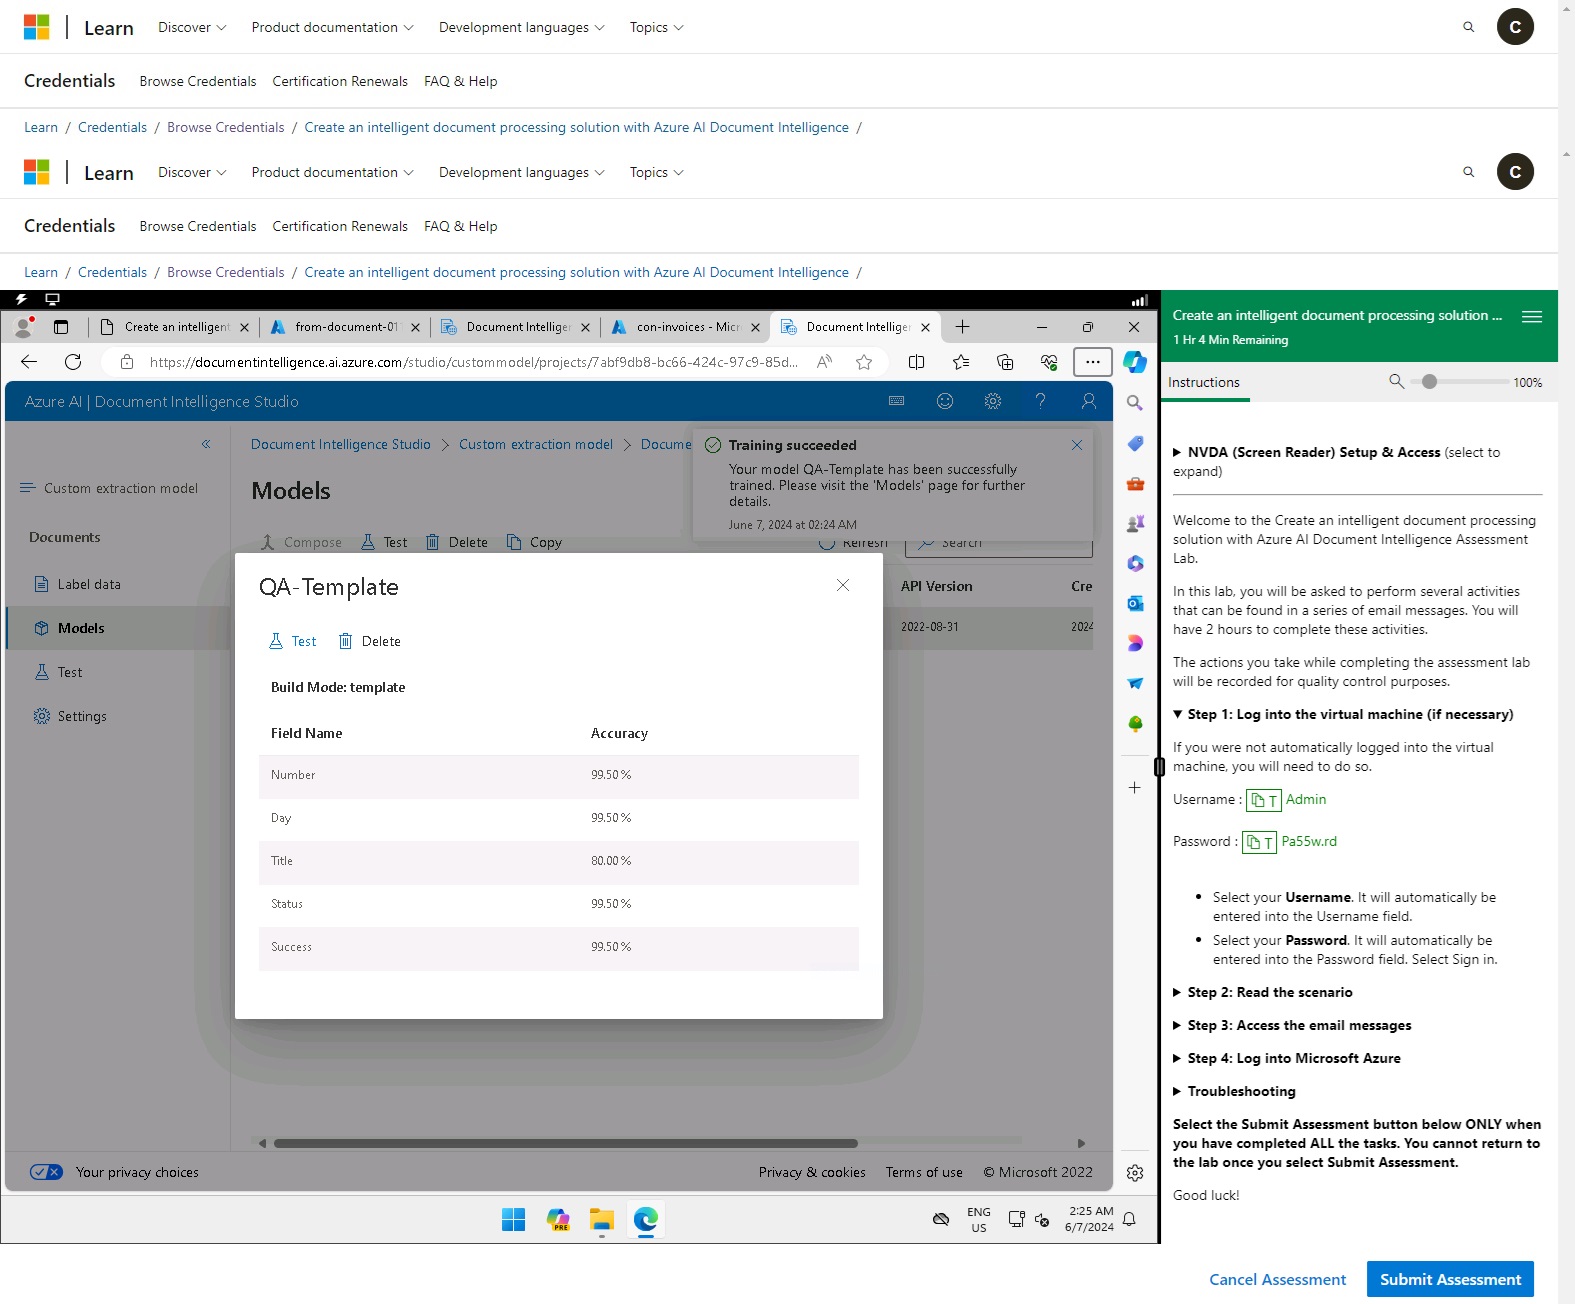 Learn Discover Product documentation Development languages Topics C
Credentials Browse Credentials Certification Renewals FAQ & Help
Learn / Credentials / Browse Credentials / Create an intelligent document processing solution with Azure AI Document Intelligence /
Learn Discover Product documentation Development languages Topics C
Credentials Browse Credentials Certification Renewals FAQ & Help
Learn / Credentials / Browse Credentials / Create an intelligent document processing solution with Azure AI Document Intelligence /
Create an intelligent from-document-01 Document Intelligen con-invoices - Micr Document Intelliger
https://documentintelligence.ai.azure.com/studio/custommodel/projects/7abf9db8-bc66-424c-97c9-85d...
Azure AI | Document Intelligence Studio
Document Intelligence Studio > Custom extraction model > Docume
Custom extraction model
Documents
Label data
Models
Test
Settings
Models
Compose Test Delete Copy Refresh Search
Training succeeded
Your model QA-Template has been successfully
trained. Please visit the 'Models' page for further
details.
June 7, 2024 at 02:24 AM
API Version Cre
2022-08-31 2024
QA-Template
Test Delete
Build Mode: template
Field Name Accuracy
Number 99.50 %
Day 99.50 %
Title 80.00 %
Status 99.50 %
Success 99.50 %
Your privacy choices Privacy & cookies Terms of use © Microsoft 2022
PRE
ENG
US
2:25 AM
6/7/2024
Create an intelligent document processing solution ...
1 Hr 4 Min Remaining
Instructions 100%
NVDA (Screen Reader) Setup & Access (select to
expand)
Welcome to the Create an intelligent document processing
solution with Azure AI Document Intelligence Assessment
Lab.
In this lab, you will be asked to perform several activities
that can be found in a series of email messages. You will
have 2 hours to complete these activities.
The actions you take while completing the assessment lab
will be recorded for quality control purposes.
Step 1: Log into the virtual machine (if necessary)
If you were not automatically logged into the virtual
machine, you will need to do so.
Username : T Admin
Password : T Pa55w.rd
• Select your Username. It will automatically be
entered into the Username field.
• Select your Password. It will automatically be
entered into the Password field. Select Sign in.
Step 2: Read the scenario
Step 3: Access the email messages
Step 4: Log into Microsoft Azure
Troubleshooting
Select the Submit Assessment button below ONLY when
you have completed ALL the tasks. You cannot return to
the lab once you select Submit Assessment.
Good luck!
Cancel Assessment Submit Assessment